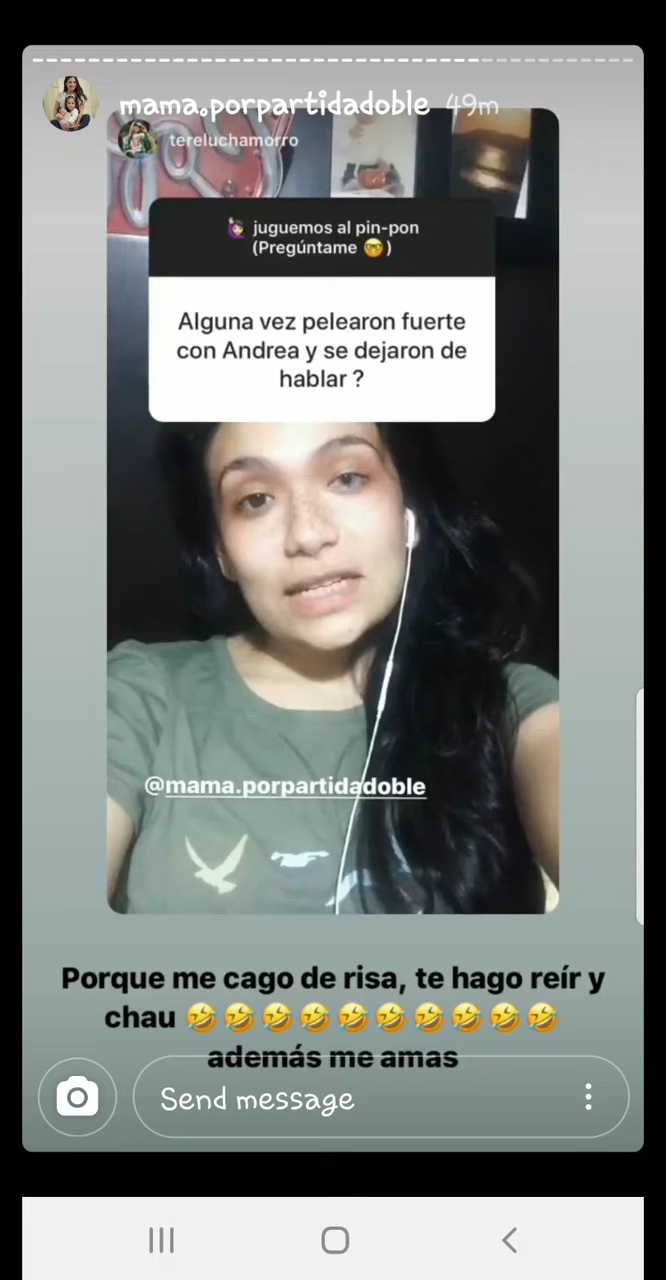 mama.porpartidadoble 49m
tereluchamorro
🙋🏻‍♀️ juguemos al pin-pon
(Pregúntame 🤓)
Alguna vez pelearon fuerte
con Andrea y se dejaron de
hablar ?
@mama.porpartidadoble
Porque me cago de risa, te hago reír y
chau 🤣🤣🤣🤣🤣🤣🤣🤣🤣🤣
además me amas
Send message